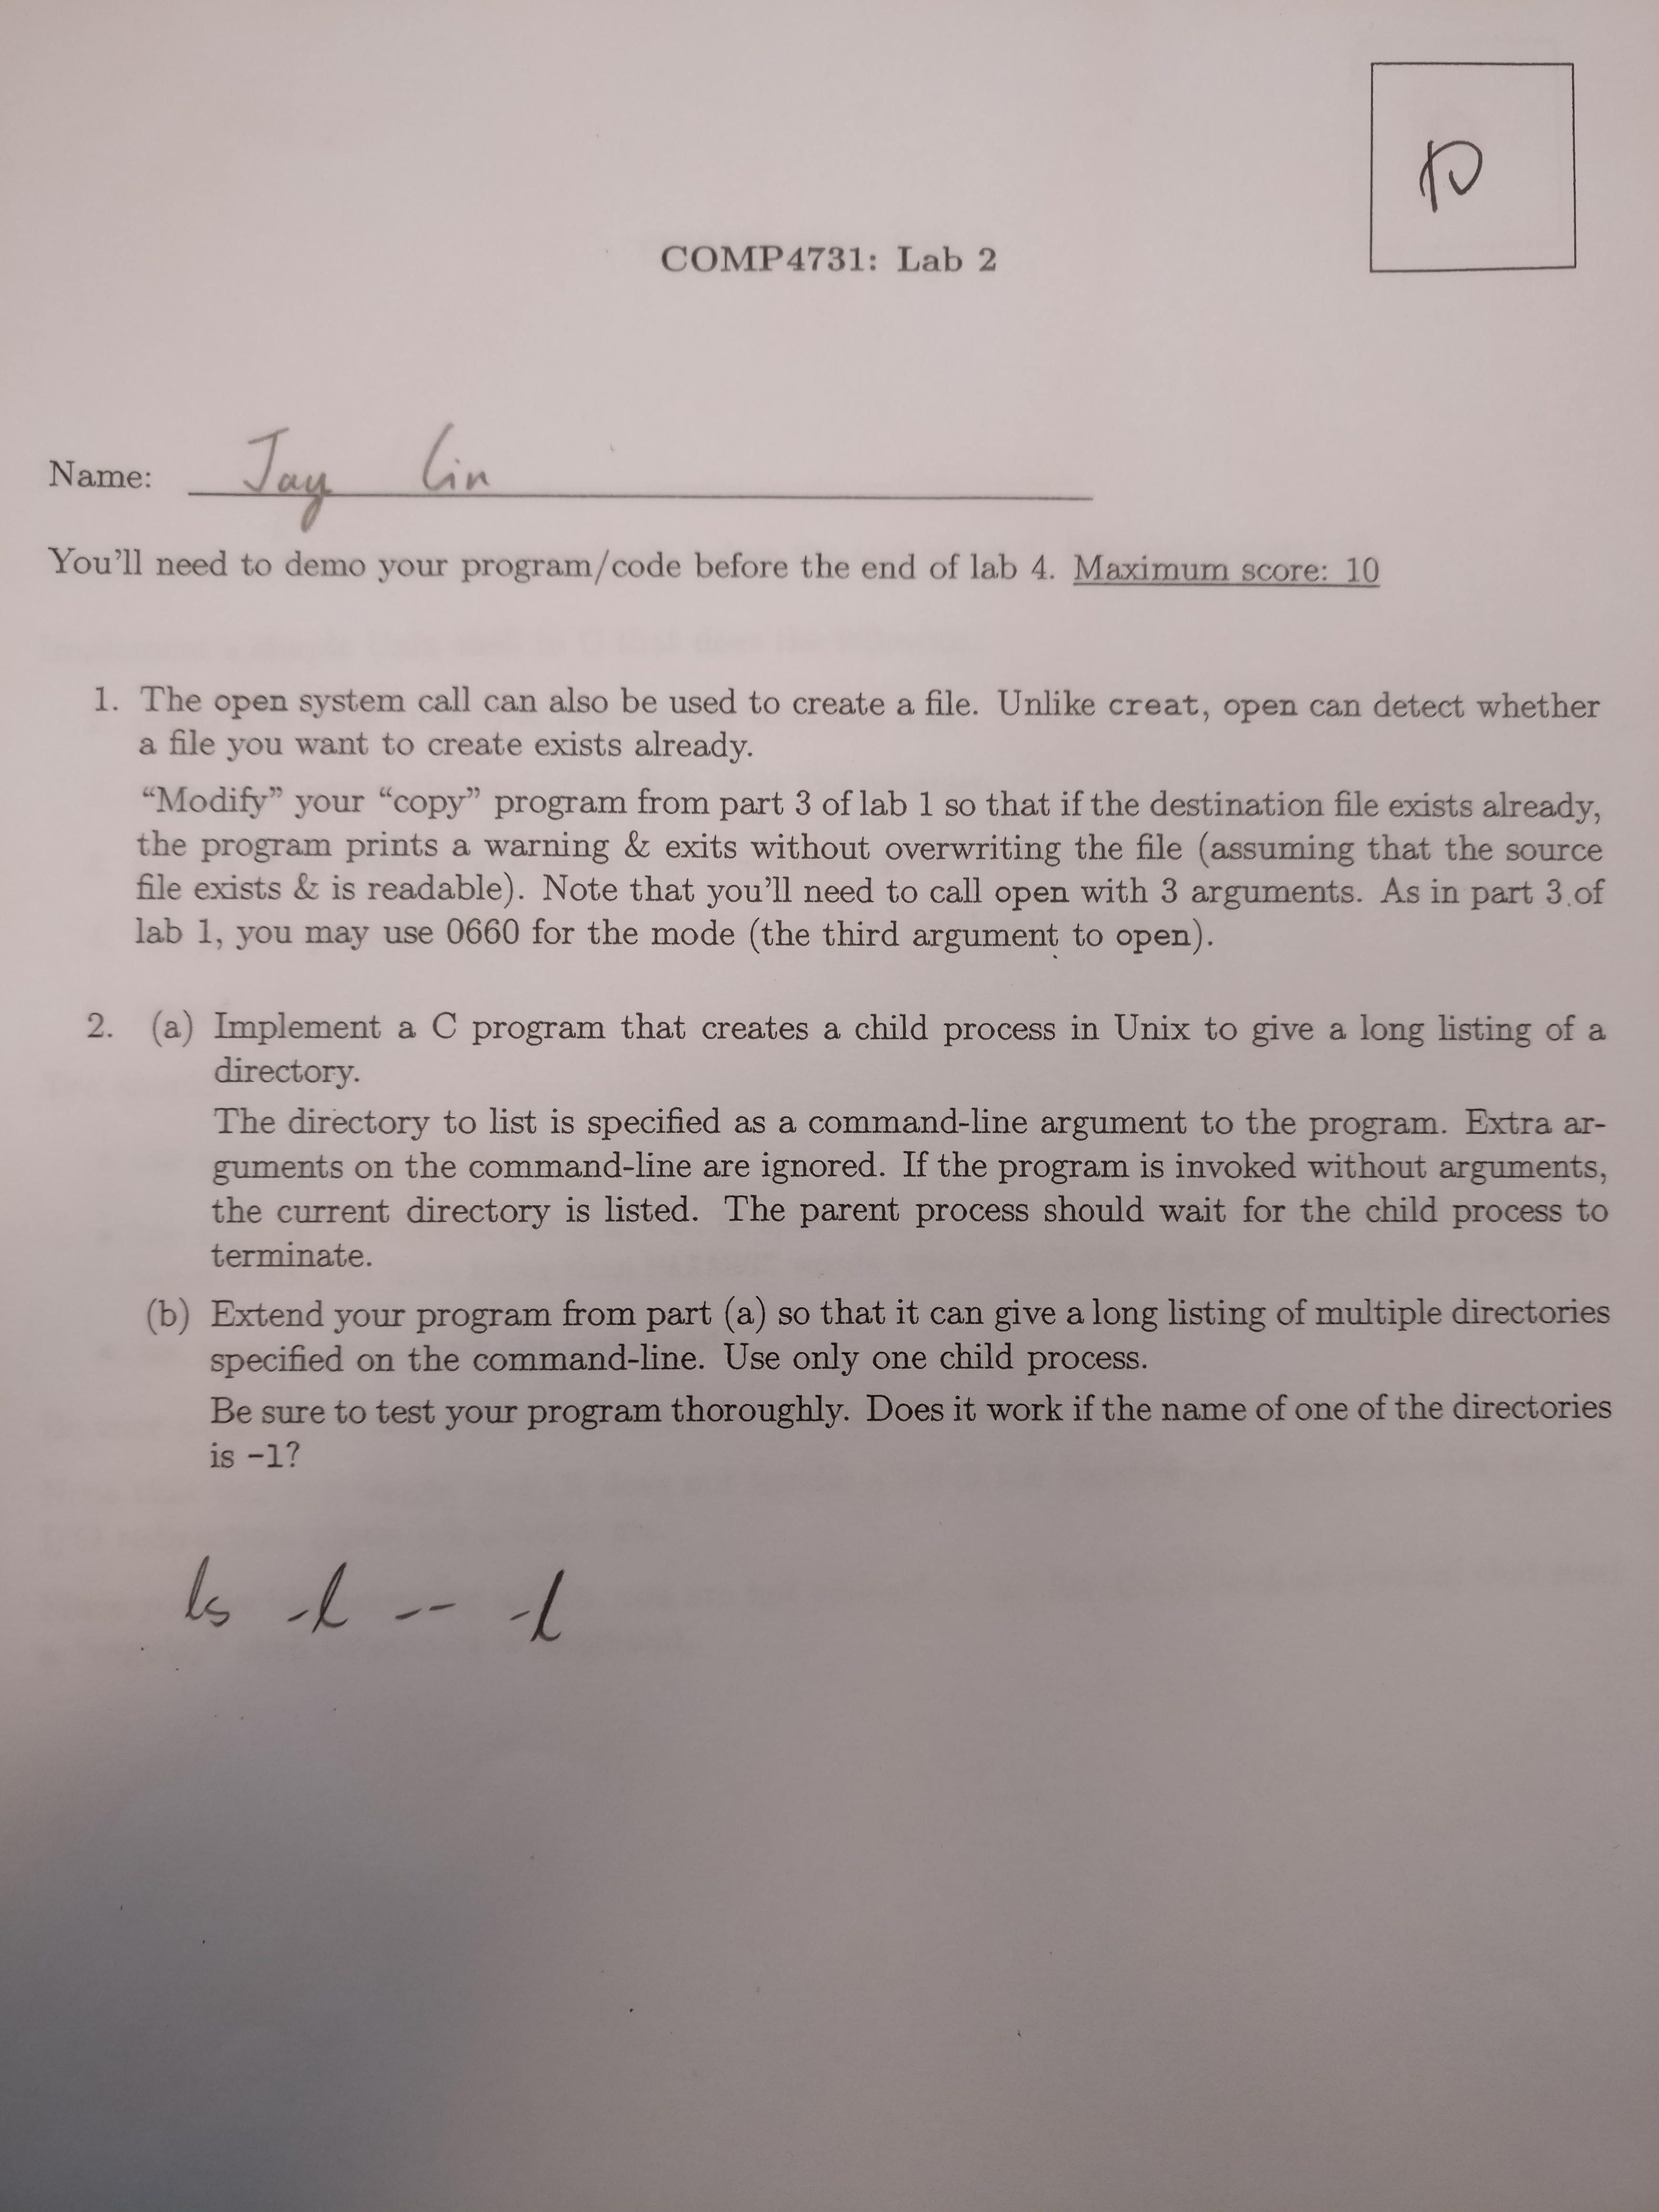 10
COMP4731: Lab 2
Name: Jay Lin
You'll need to demo your program/code before the end of lab 4. Maximum score: 10
1. The open system call can also be used to create a file. Unlike creat, open can detect whether
a file you want to create exists already.
“Modify” your “copy” program from part 3 of lab 1 so that if the destination file exists already,
the program prints a warning & exits without overwriting the file (assuming that the source
file exists & is readable). Note that you'll need to call open with 3 arguments. As in part 3 of
lab 1, you may use 0660 for the mode (the third argument to open).
2. (a) Implement a C program that creates a child process in Unix to give a long listing of a
directory.
The directory to list is specified as a command-line argument to the program. Extra ar-
guments on the command-line are ignored. If the program is invoked without arguments,
the current directory is listed. The parent process should wait for the child process to
terminate.
(b) Extend your program from part (a) so that it can give a long listing of multiple directories
specified on the command-line. Use only one child process.
Be sure to test your program thoroughly. Does it work if the name of one of the directories
is -l?
ls -l -- -l